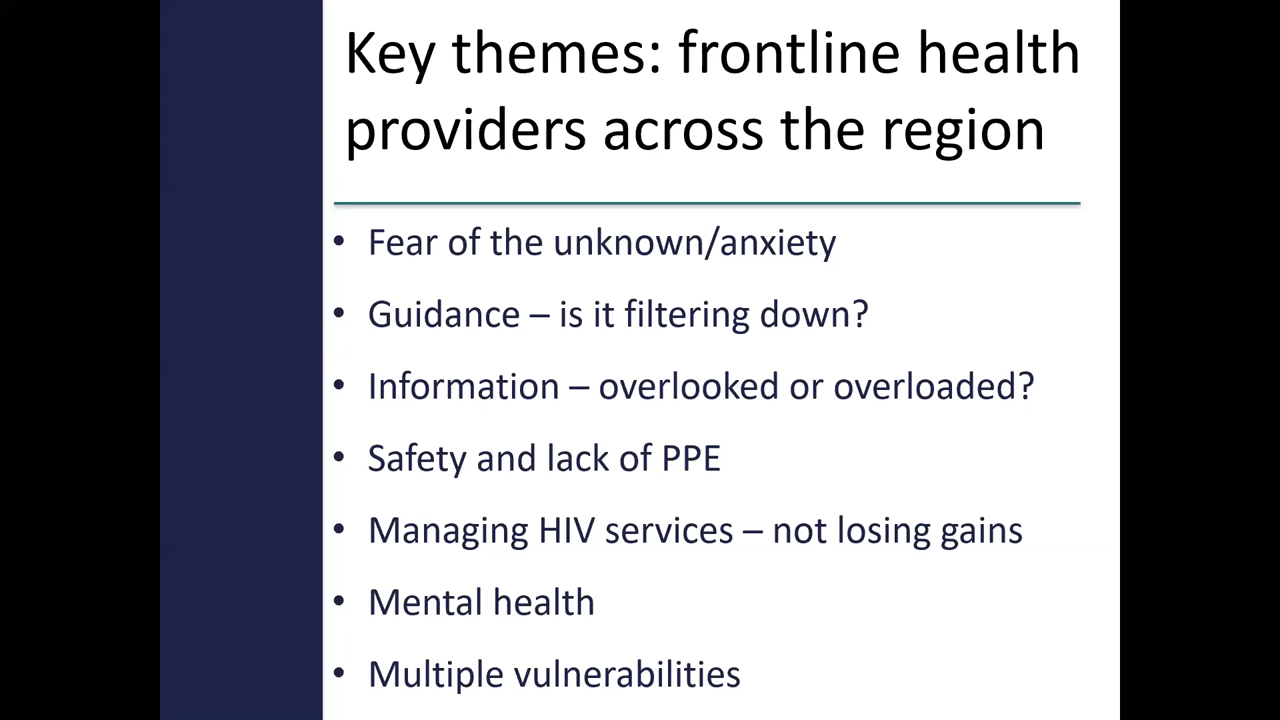 Key themes: frontline health
providers across the region
• Fear of the unknown/anxiety
• Guidance – is it filtering down?
• Information – overlooked or overloaded?
• Safety and lack of PPE
• Managing HIV services – not losing gains
• Mental health
• Multiple vulnerabilities